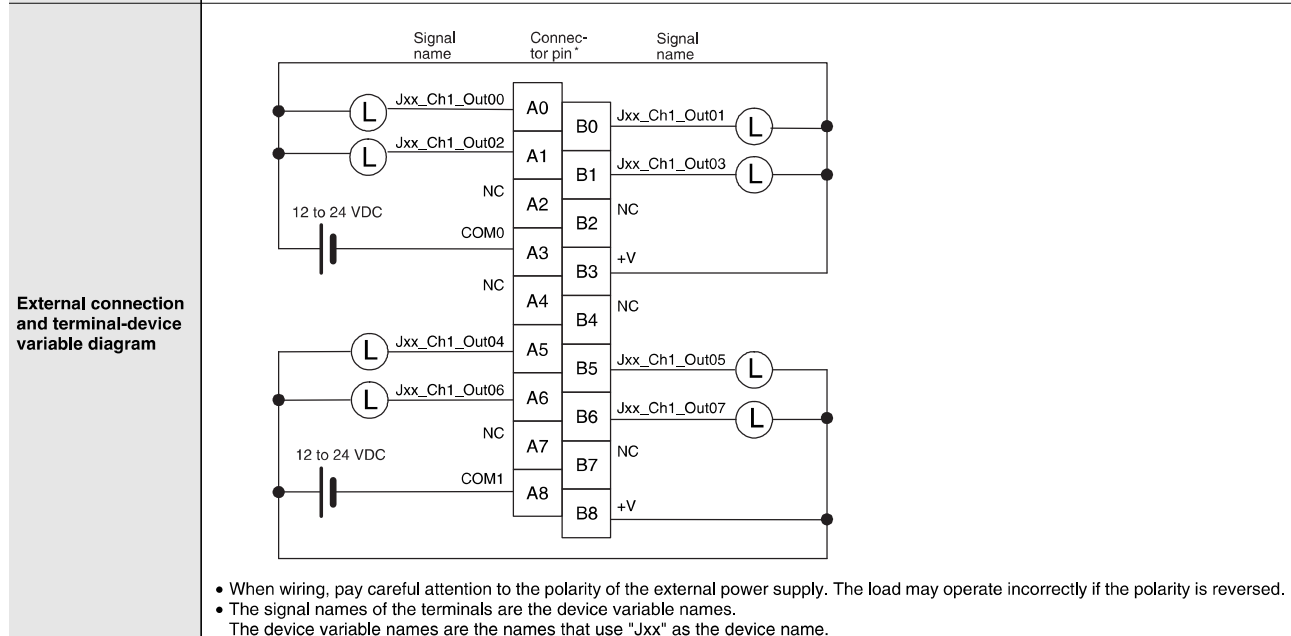 Signal
name
Connec-
tor pin*
Signal
name
Jxx_Ch1_Out00
A0
B0
Jxx_Ch1_Out01
L
L
Jxx_Ch1_Out02
A1
B1
Jxx_Ch1_Out03
L
L
NC
A2
B2
NC
12 to 24 VDC
COM0
A3
B3
+V
NC
A4
B4
NC
External connection
and terminal-device
variable diagram
Jxx_Ch1_Out04
A5
B5
Jxx_Ch1_Out05
L
L
Jxx_Ch1_Out06
A6
B6
Jxx_Ch1_Out07
L
L
NC
A7
B7
NC
12 to 24 VDC
COM1
A8
B8
+V
• When wiring, pay careful attention to the polarity of the external power supply. The load may operate incorrectly if the polarity is reversed.
• The signal names of the terminals are the device variable names.
The device variable names are the names that use "Jxx" as the device name.